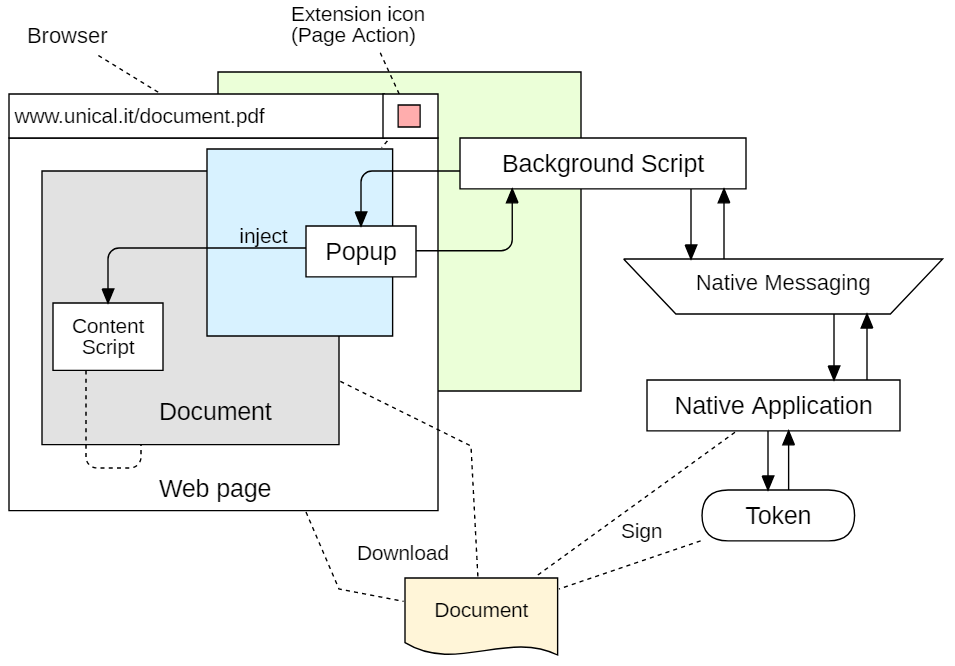 Extension icon
(Page Action)
Browser
www.unical.it/document.pdf
Background Script
inject
Popup
Native Messaging
Content
Script
Document
Native Application
Web page
Token
Sign
Download
Document